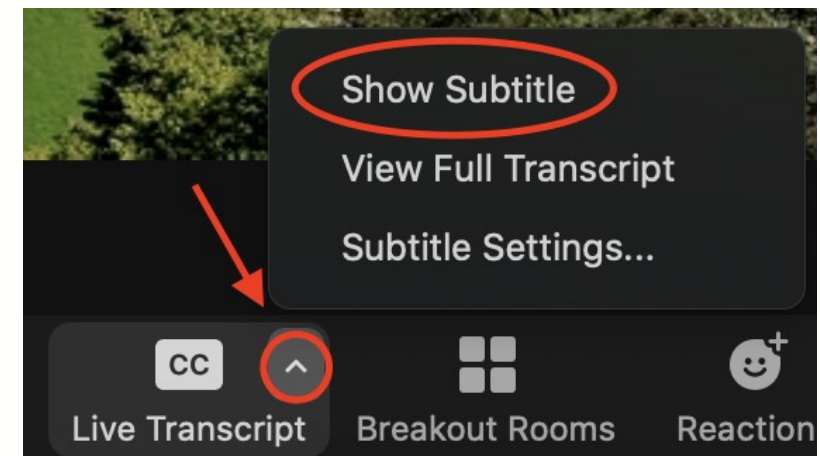 Show Subtitle
View Full Transcript
Subtitle Settings...
CC
Live Transcript
Breakout Rooms
Reaction